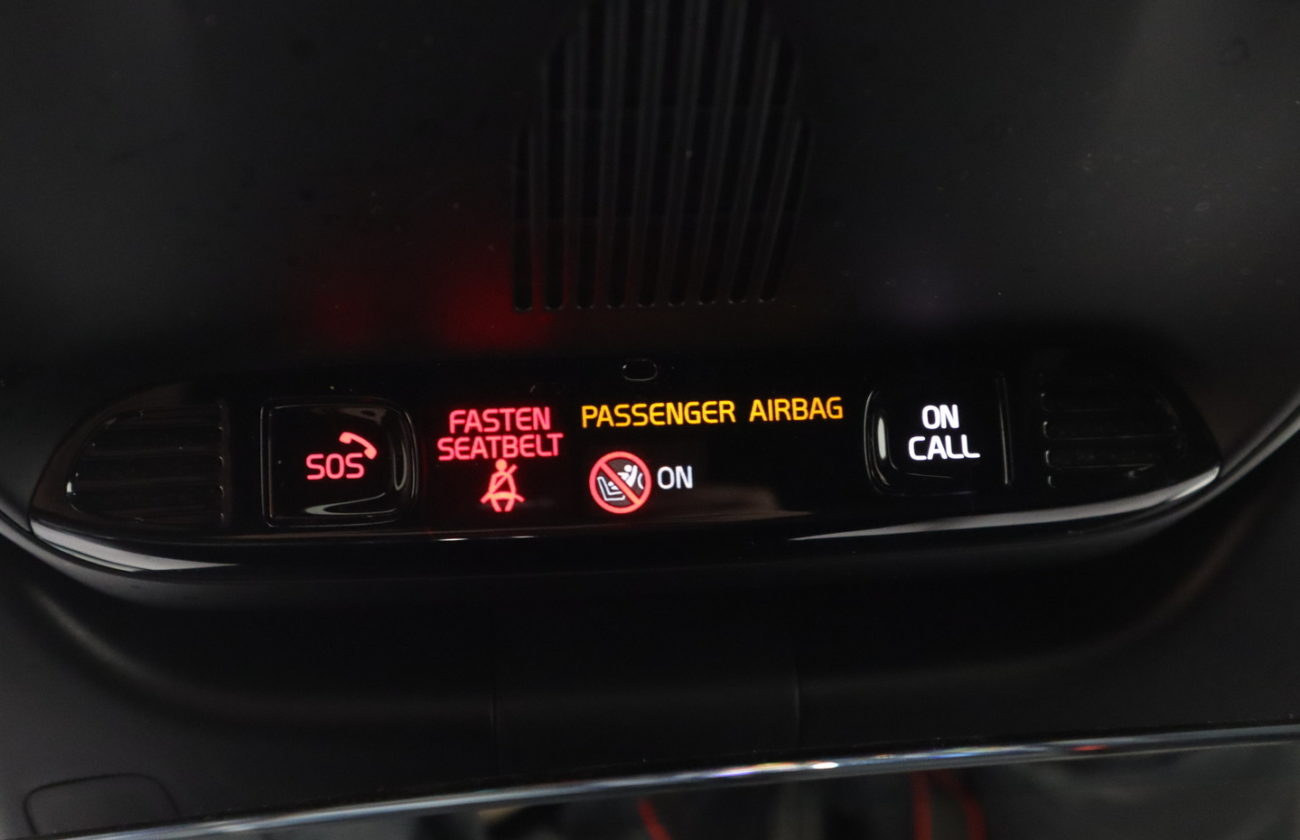 SOS
FASTEN
SEATBELT
PASSENGER AIRBAG
ON
ON
CALL